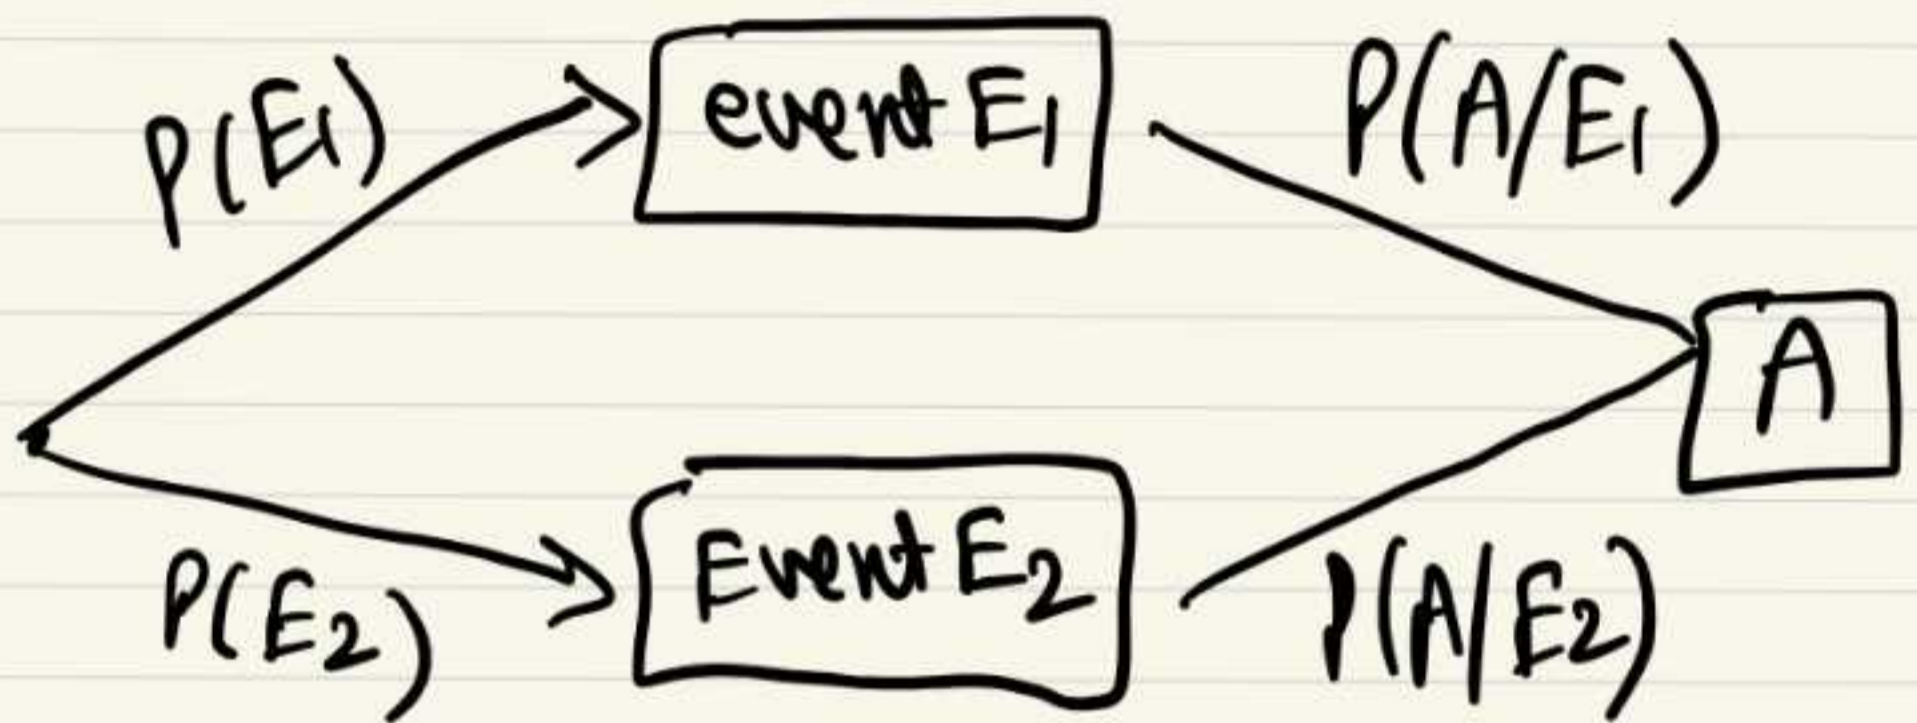 P(E1)
event E1
P(A/E1)
A
P(E2)
Event E2
P(A/E2)